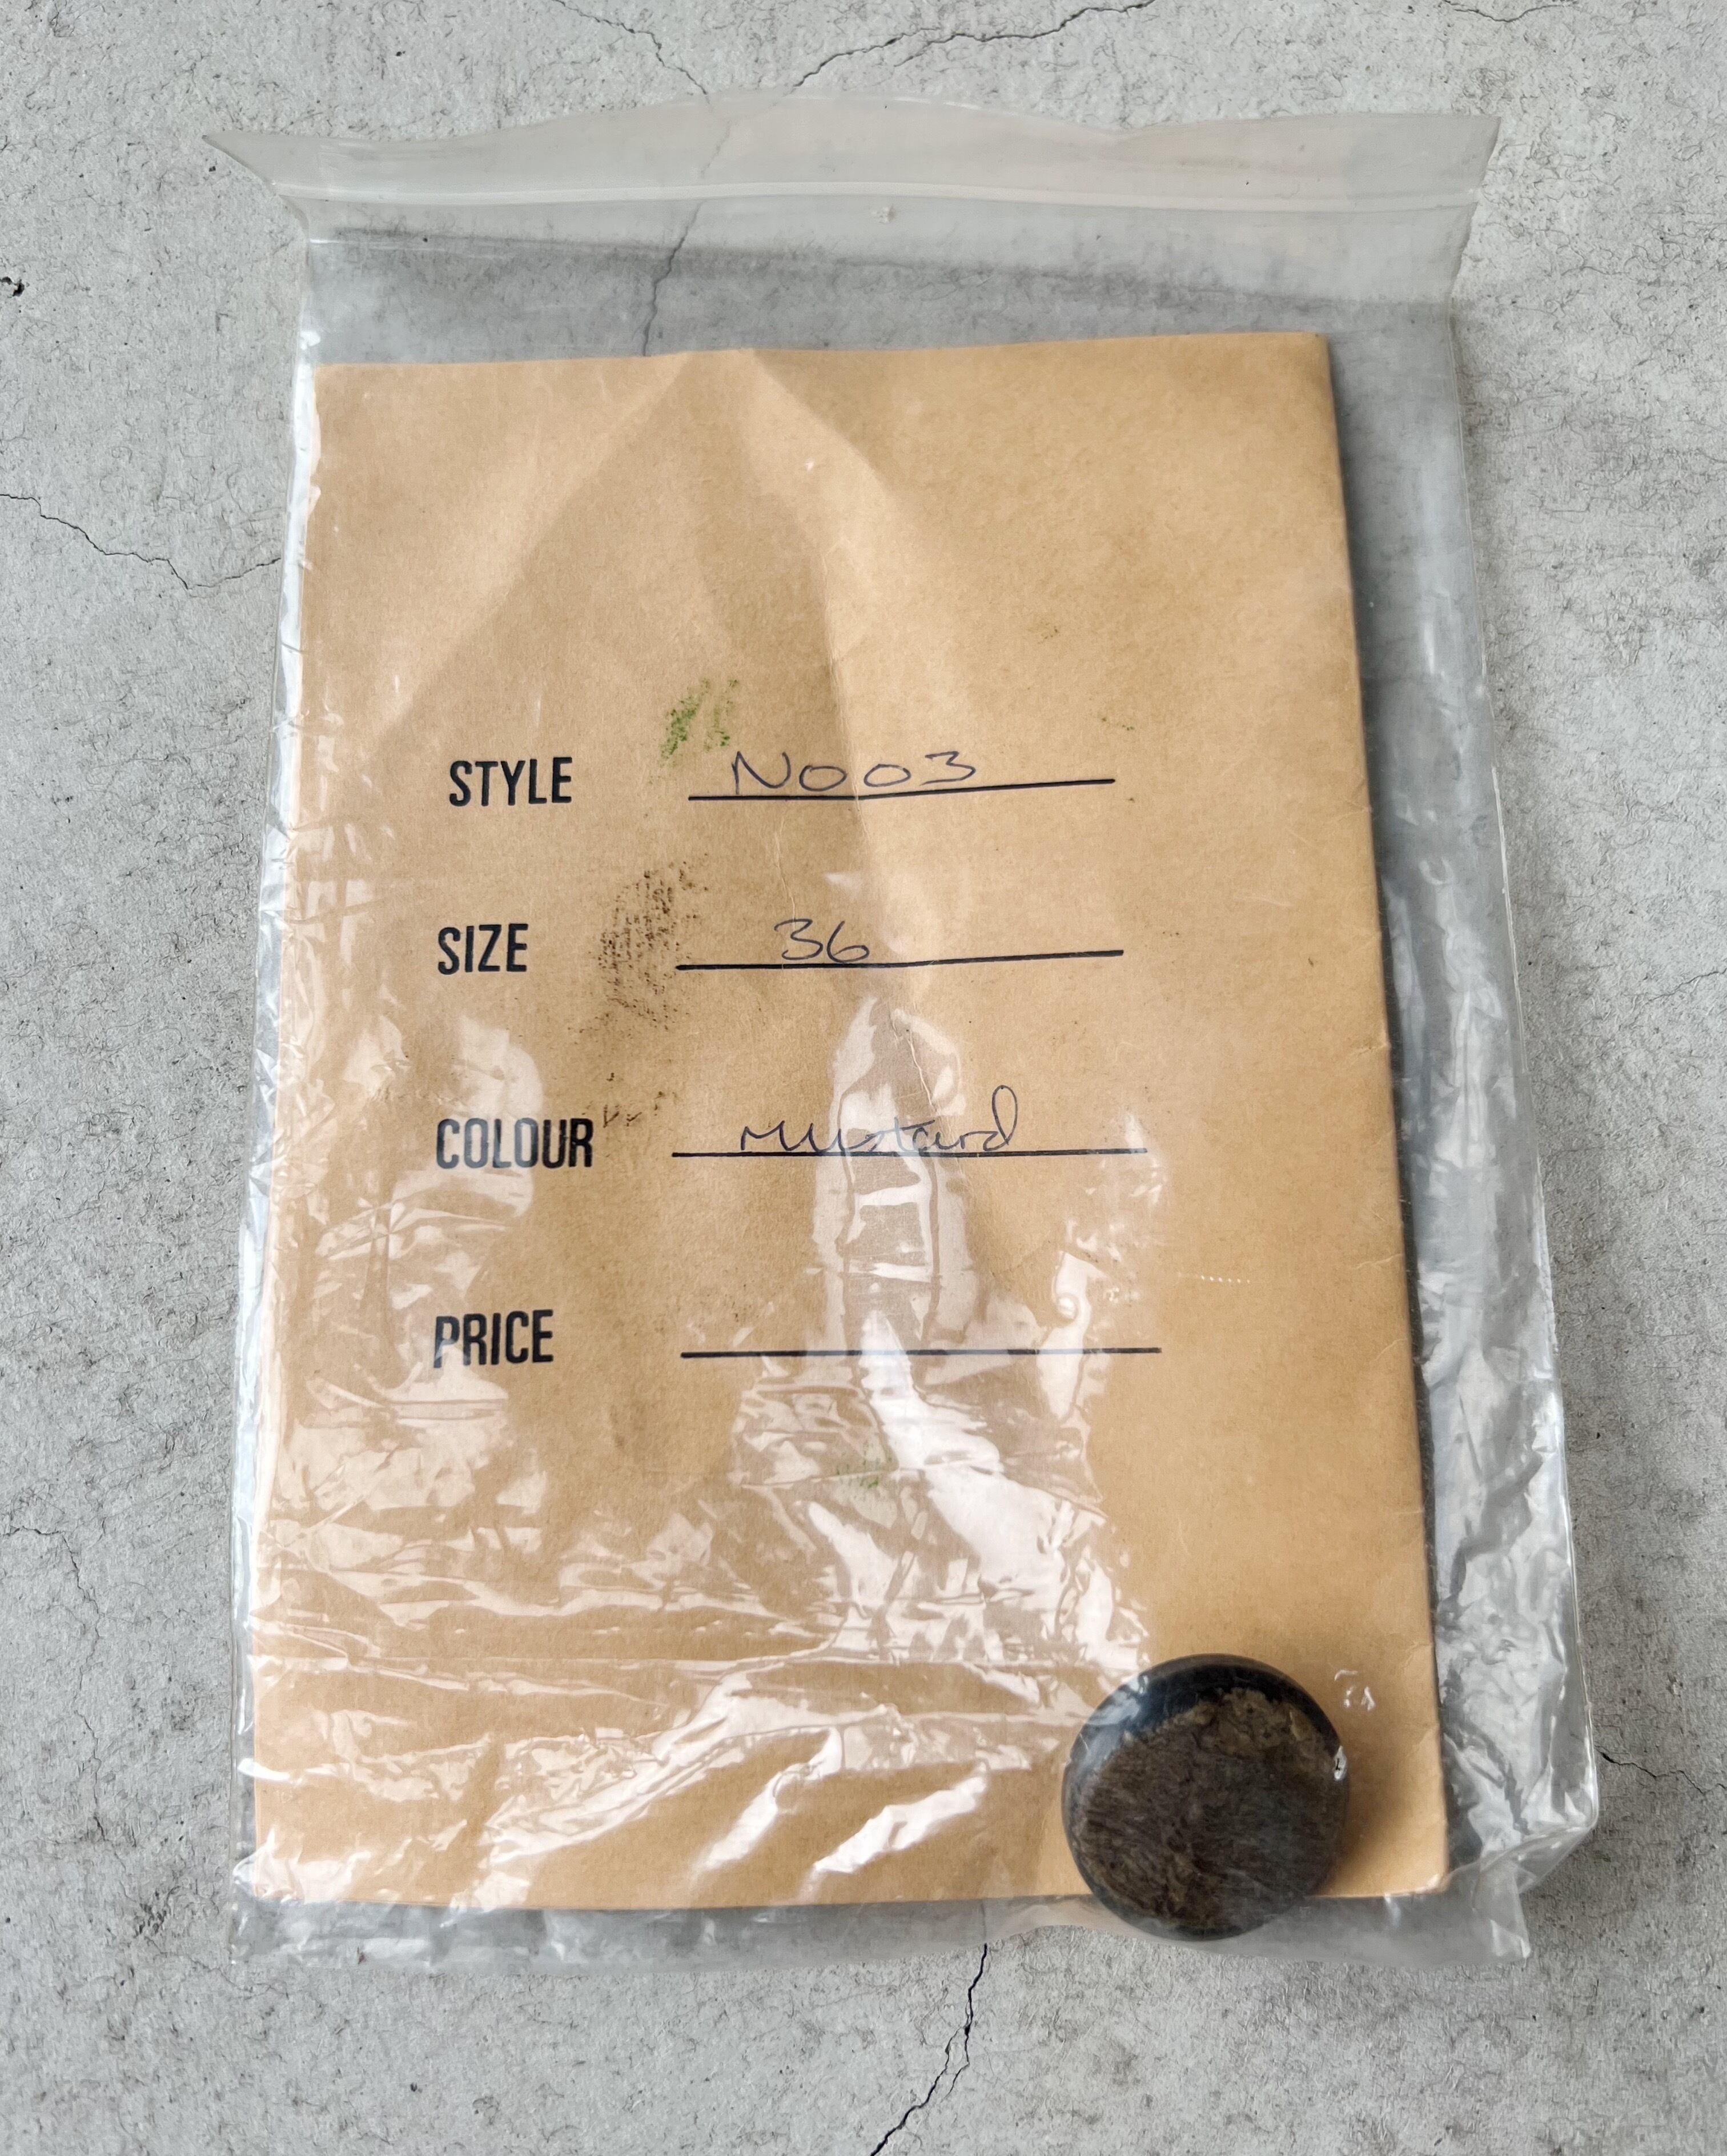 STYLE N003
SIZE 36
COLOUR Mustard
PRICE